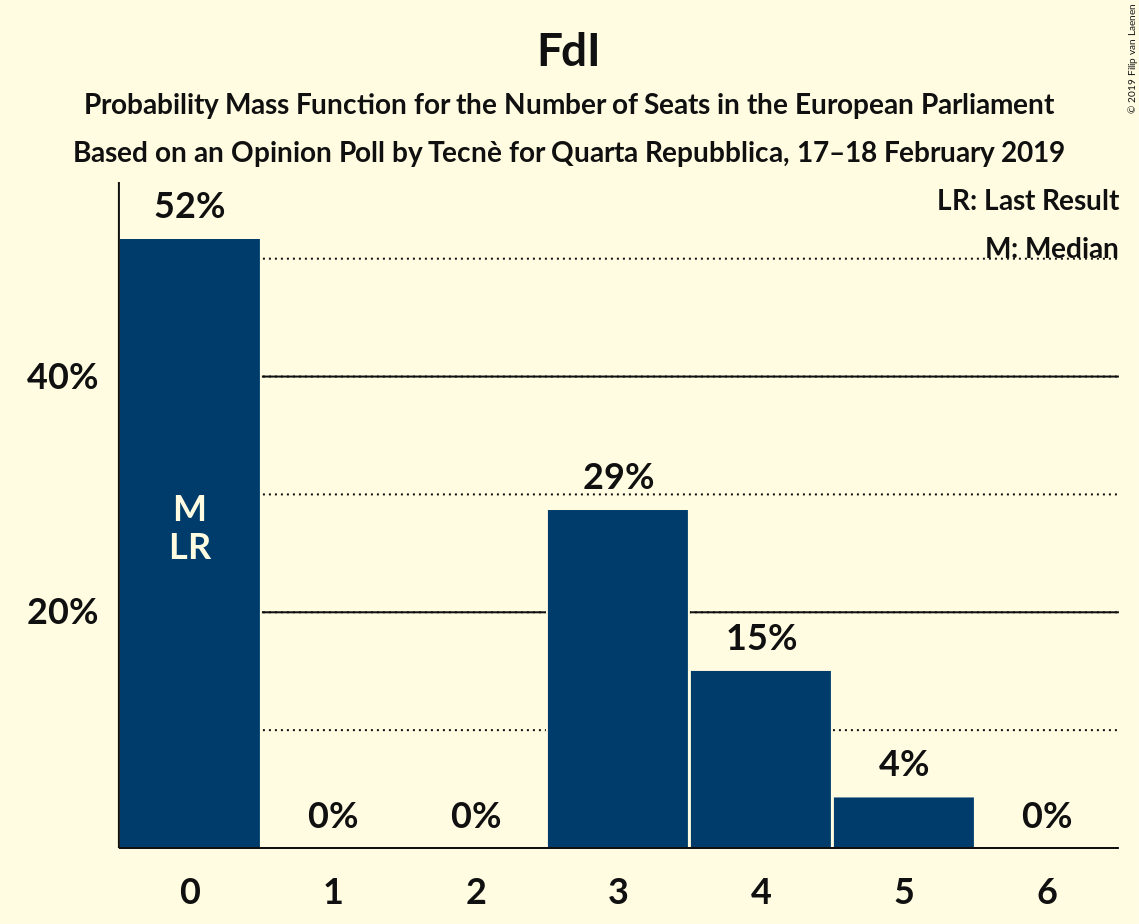 FdI
Probability Mass Function for the Number of Seats in the European Parliament
Based on an Opinion Poll by Tecnè for Quarta Repubblica, 17–18 February 2019
© 2019 Filip van Laenen
LR: Last Result
M: Median
52%
40%
M
LR
29%
20%
15%
4%
0%
0%
0%
0
1
2
3
4
5
6